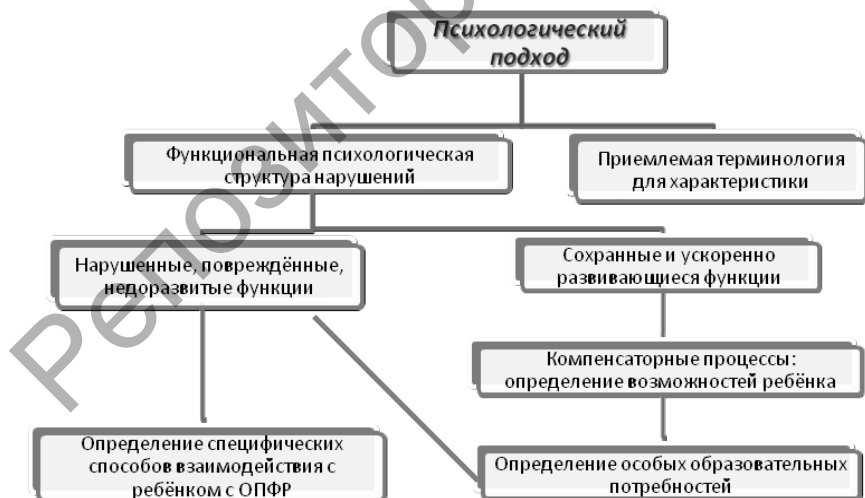 Психологический
подход
Функциональная психологическая
структура нарушений
Приемлемая терминология
для характеристики
Нарушенные, повреждённые,
недоразвитые функции
Сохранные и ускоренно
развивающиеся функции
Компенсаторные процессы:
определение возможностей ребёнка
Определение специфических
способов взаимодействия с
ребёнком с ОПФР
Определение особых образовательных
потребностей
Репозитор